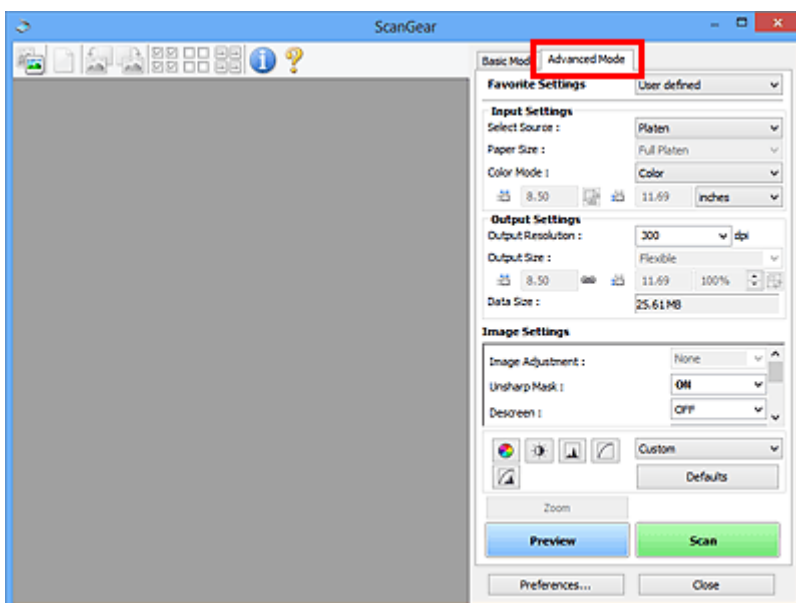 ScanGear
Basic Mod Advanced Mode
Favorite Settings User defined
Input Settings
Select Source : Platen
Paper Size : Full Platen
Color Mode : Color
8.50 11.69 inches
Output Settings
Output Resolution : 300 dpi
Output Size : Flexible
8.50 11.69 100%
Data Size : 25.61MB
Image Settings
Image Adjustment : None
Unsharp Mask : ON
Descreen : OFF
Custom
Defaults
Zoom
Preview Scan
Preferences... Close